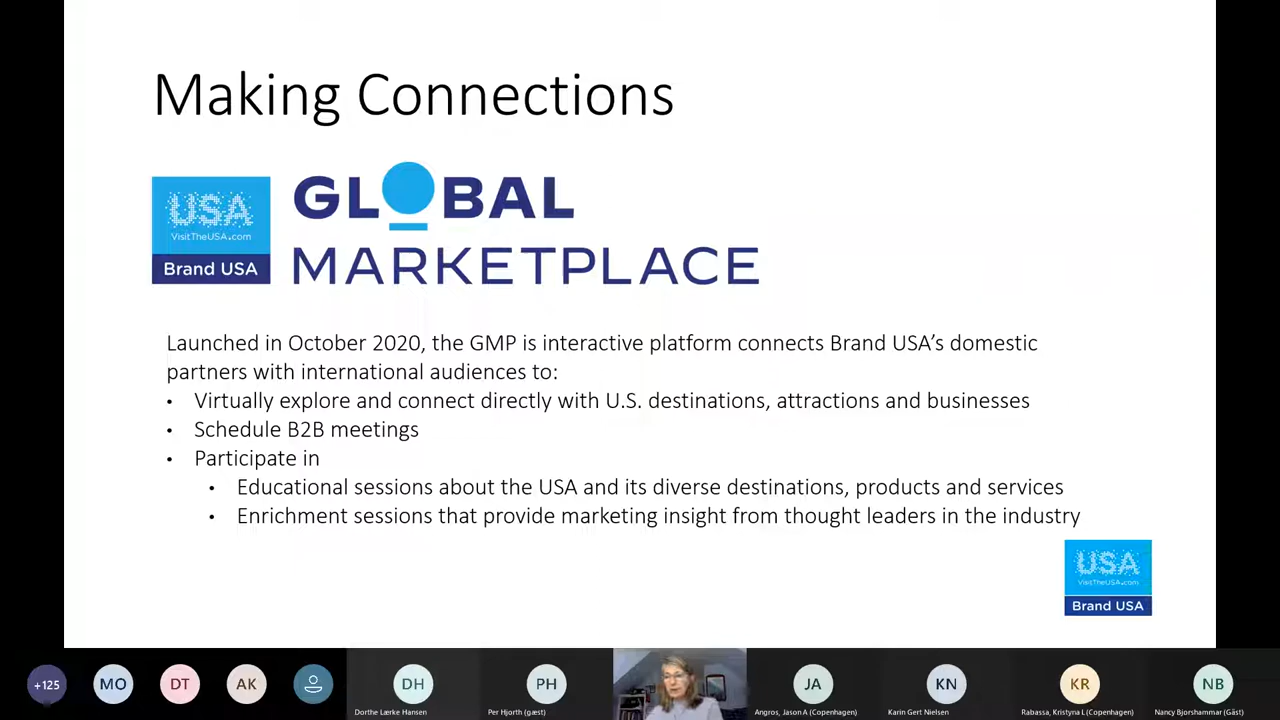 Making Connections
USA
VisitTheUSA.com
Brand USA
GLOBAL
MARKETPLACE
Launched in October 2020, the GMP is interactive platform connects Brand USA’s domestic
partners with international audiences to:
• Virtually explore and connect directly with U.S. destinations, attractions and businesses
• Schedule B2B meetings
• Participate in
• Educational sessions about the USA and its diverse destinations, products and services
• Enrichment sessions that provide marketing insight from thought leaders in the industry
USA
VisitTheUSA.com
Brand USA
+125 MO DT AK DH PH JA KN KR NB
Dorthe Lærke Hansen Per Hjorth (gæst) Angros, Jason A (Copenhagen) Karin Gert Nielsen Rabassa, Kristyna L (Copenhagen) Nancy Bjorshammar (Gäst)